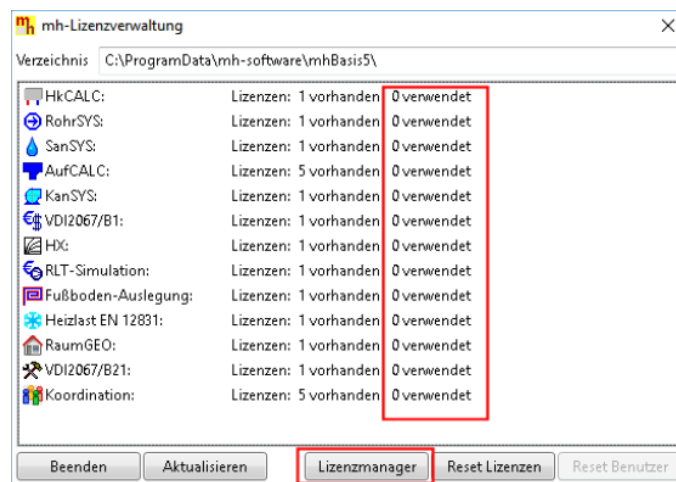 mh mh-Lizenzverwaltung
Verzeichnis C:\ProgramData\mh-software\mhBasis5\
HkCALC: Lizenzen: 1 vorhanden 0 verwendet
RohrSYS: Lizenzen: 1 vorhanden 0 verwendet
SanSYS: Lizenzen: 1 vorhanden 0 verwendet
AufCALC: Lizenzen: 5 vorhanden 0 verwendet
KanSYS: Lizenzen: 1 vorhanden 0 verwendet
VDI2067/B1: Lizenzen: 1 vorhanden 0 verwendet
HX: Lizenzen: 1 vorhanden 0 verwendet
RLT-Simulation: Lizenzen: 1 vorhanden 0 verwendet
Fußboden-Auslegung: Lizenzen: 1 vorhanden 0 verwendet
Heizlast EN 12831: Lizenzen: 1 vorhanden 0 verwendet
RaumGEO: Lizenzen: 1 vorhanden 0 verwendet
VDI2067/B21: Lizenzen: 1 vorhanden 0 verwendet
Koordination: Lizenzen: 5 vorhanden 0 verwendet
Beenden Aktualisieren Lizenzmanager Reset Lizenzen Reset Benutzer